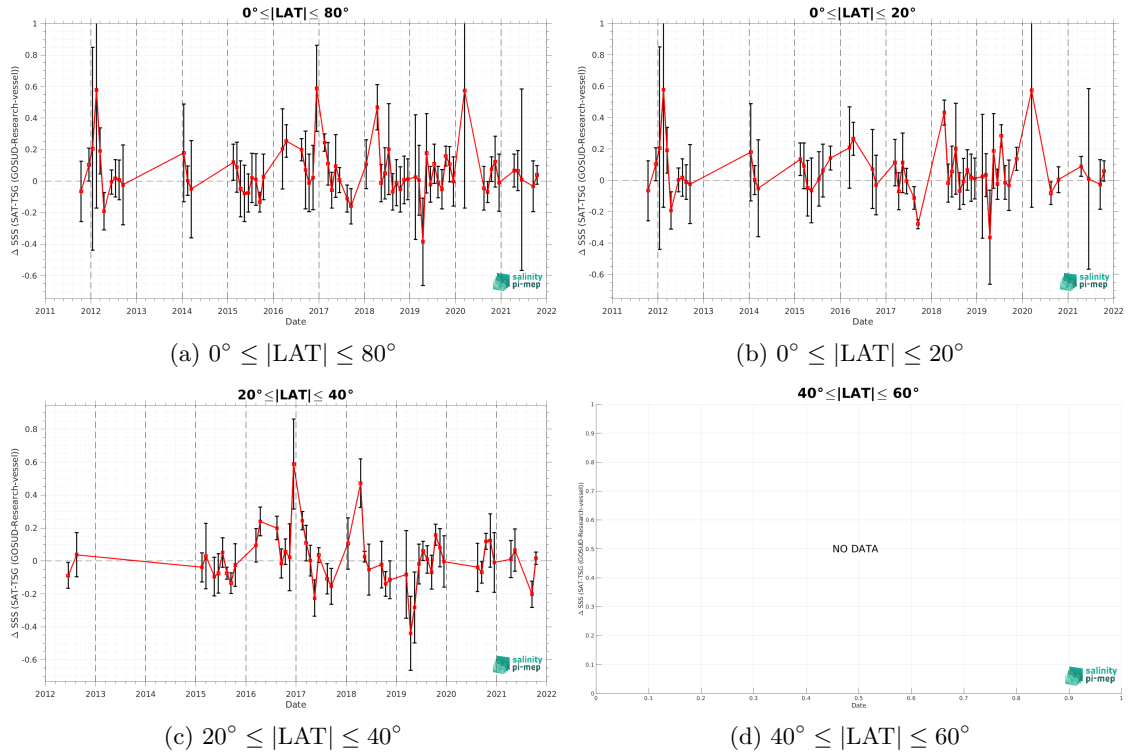 0°≤|LAT|≤ 80°
Δ SSS (SAT-TSG (GOSUD-Research-vessel))
1
0.8
0.6
0.4
0.2
0
-0.2
-0.4
-0.6
2011 2012 2013 2014 2015 2016 2017 2018 2019 2020 2021 2022
Date
salinity
pi-mep
(a) 0° ≤ |LAT| ≤ 80°
0°≤|LAT|≤ 20°
Δ SSS (SAT-TSG (GOSUD-Research-vessel))
1
0.8
0.6
0.4
0.2
0
-0.2
-0.4
-0.6
2011 2012 2013 2014 2015 2016 2017 2018 2019 2020 2021 2022
Date
salinity
pi-mep
(b) 0° ≤ |LAT| ≤ 20°
20°≤|LAT|≤ 40°
Δ SSS (SAT-TSG (GOSUD-Research-vessel))
0.8
0.6
0.4
0.2
0
-0.2
-0.4
-0.6
2012 2013 2014 2015 2016 2017 2018 2019 2020 2021 2022
Date
salinity
pi-mep
(c) 20° ≤ |LAT| ≤ 40°
40°≤|LAT|≤ 60°
Δ SSS (SAT-TSG (GOSUD-Research-vessel))
1
0.9
0.8
0.7
0.6
0.5
0.4
0.3
0.2
0.1
0
NO DATA
0 0.1 0.2 0.3 0.4 0.5 0.6 0.7 0.8 0.9 1
Date
salinity
pi-mep
(d) 40° ≤ |LAT| ≤ 60°